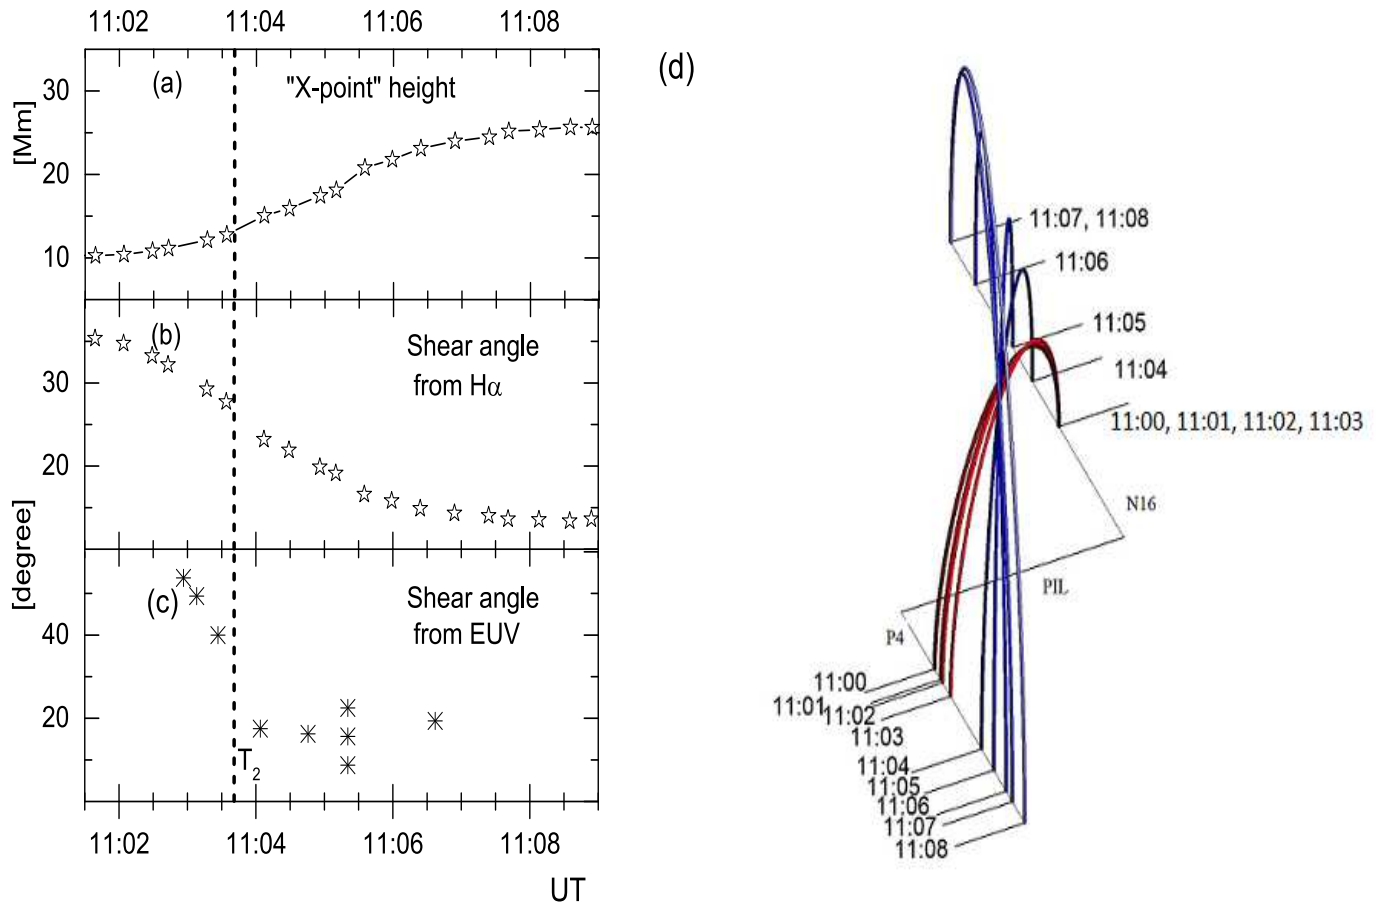 11:02 11:04 11:06 11:08
(a) "X-point" height
30
20
10
[Mm]
(b) Shear angle
from Hα
30
20
[degree]
(c) Shear angle
from EUV
40
20
T2
11:02 11:04 11:06 11:08
UT
(d)
11:07, 11:08
11:06
11:05
11:04
11:00, 11:01, 11:02, 11:03
N16
PIL
P4
11:00
11:01
11:02
11:03
11:04
11:05
11:06
11:07
11:08